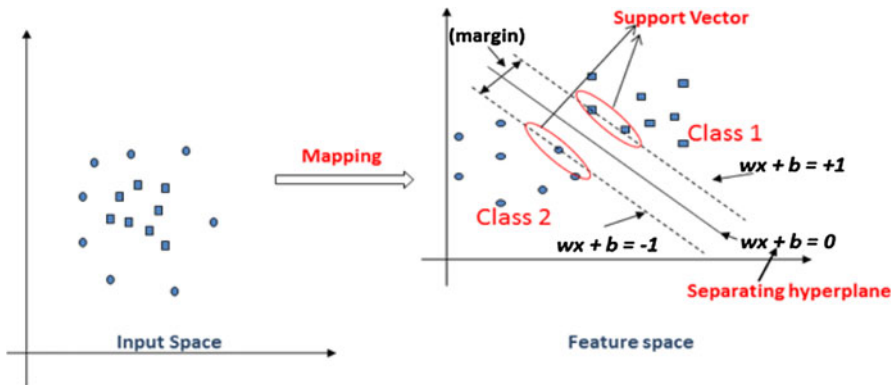 Support Vector
(margin)
Mapping
Class 1
wx + b = +1
Class 2
wx + b = -1
wx + b = 0
Separating hyperplane
Input Space
Feature space